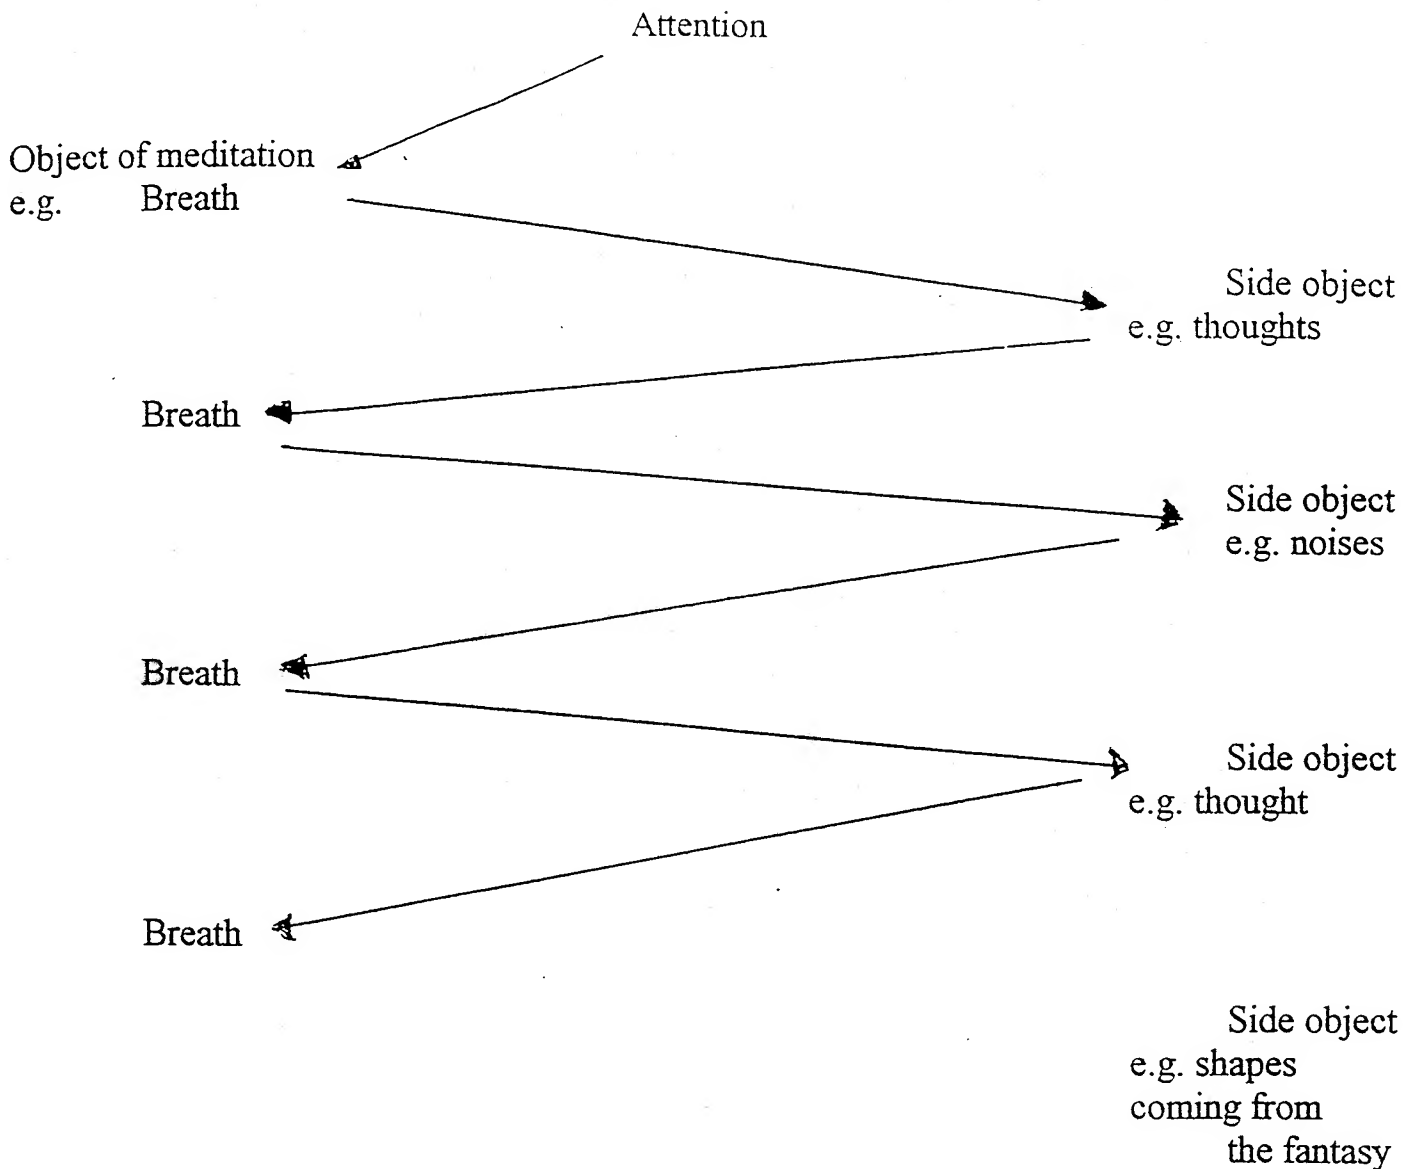 Attention
Object of meditation
e.g. Breath
Side object
e.g. thoughts
Breath
Side object
e.g. noises
Breath
Side object
e.g. thought
Breath
Side object
e.g. shapes
coming from
the fantasy